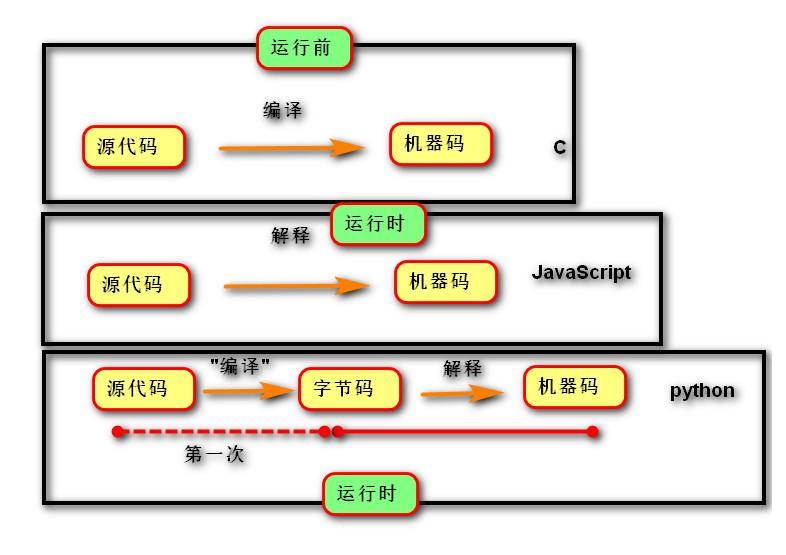 运行前
编译
源代码
机器码
C
运行时
解释
源代码
机器码
JavaScript
"编译"
解释
源代码
字节码
机器码
python
第一次
运行时